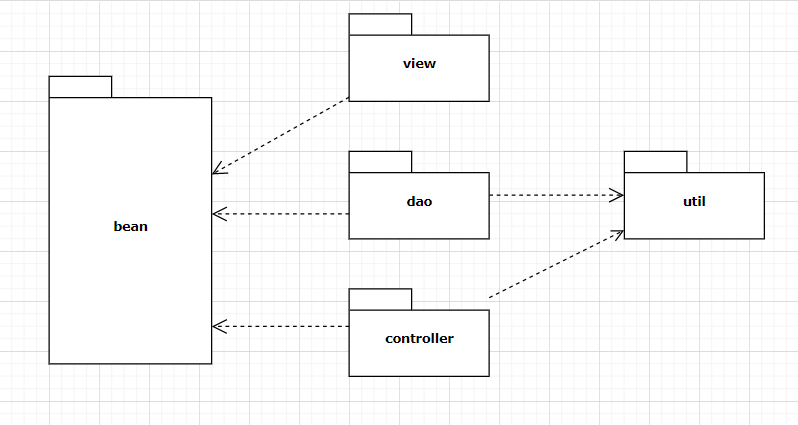 view
bean
dao
util
controller